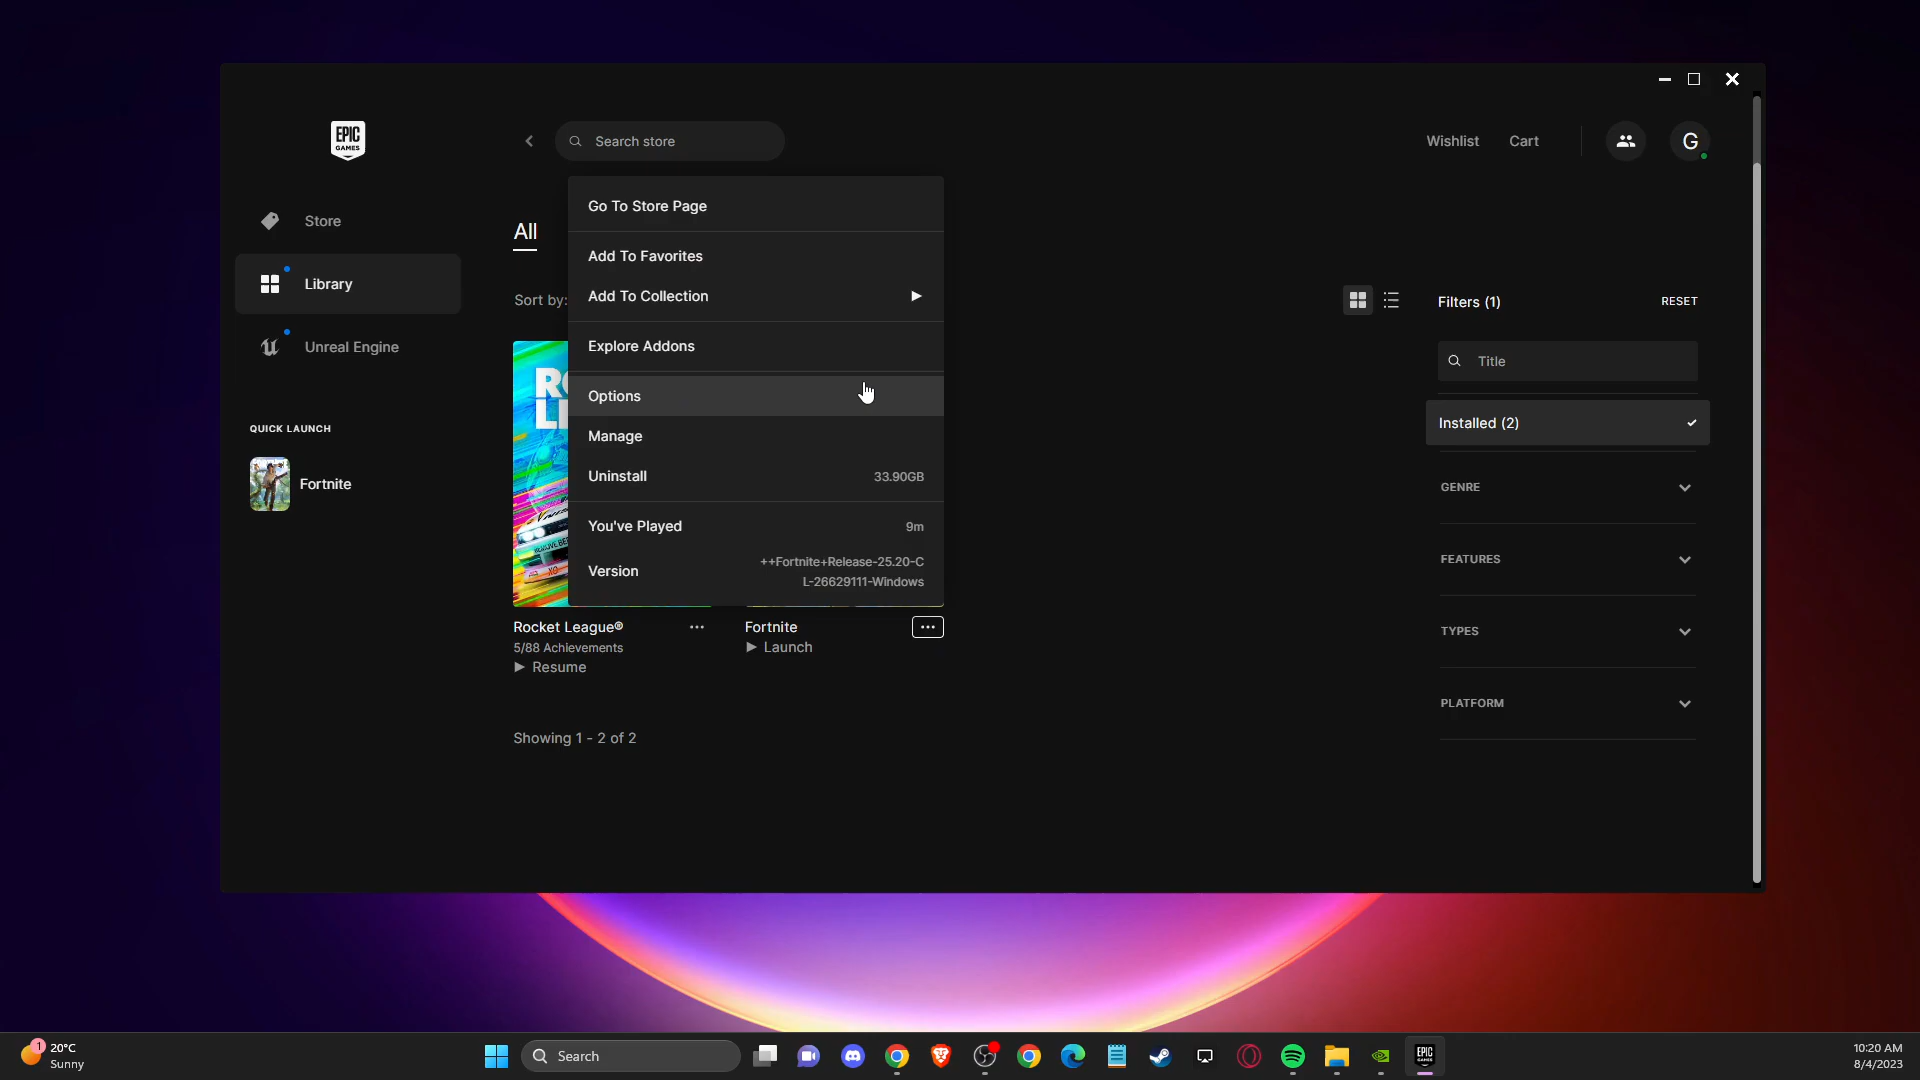 EPIC
GAMES
Search store
Wishlist
Cart
G
Store
Library
Unreal Engine
QUICK LAUNCH
Fortnite
All
Sort by:
Go To Store Page
Add To Favorites
Add To Collection
Explore Addons
Options
Manage
Uninstall 33.90GB
You've Played 9m
Version ++Fortnite+Release-25.20-C
L-26629111-Windows
Rocket League®
5/88 Achievements
Resume
Fortnite
Launch
Showing 1 - 2 of 2
Filters (1)
RESET
Title
Installed (2)
GENRE
FEATURES
TYPES
PLATFORM
1
20°C
Sunny
Search
EPIC
GAMES
10:20 AM
8/4/2023